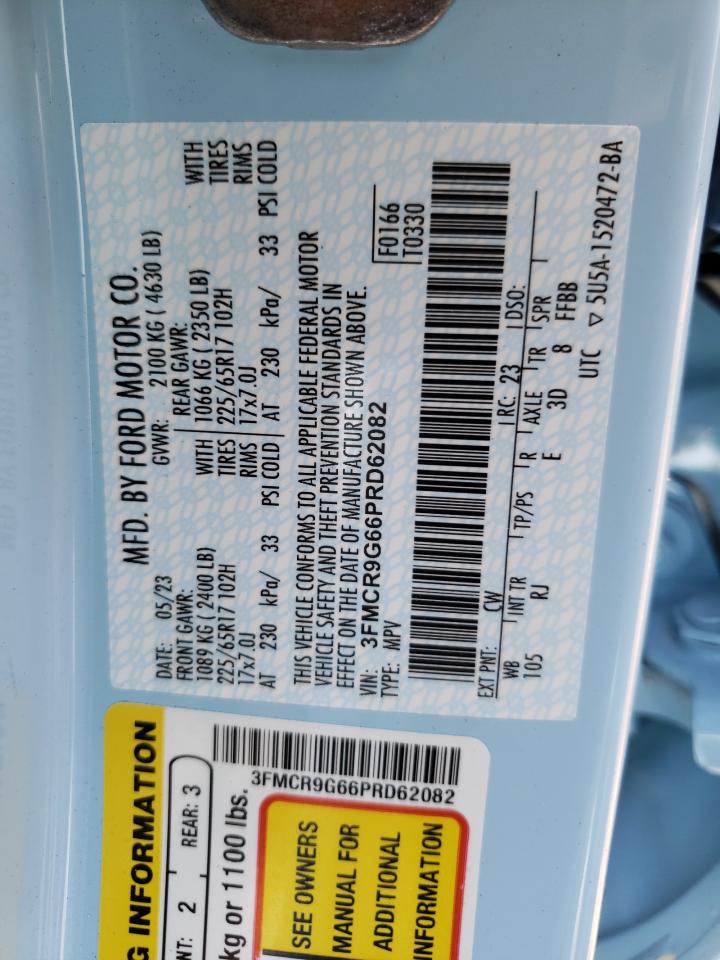 MFD. BY FORD MOTOR CO.
DATE: 05/23 GVWR: 2100 KG ( 4630 LB)
FRONT GAWR: REAR GAWR:
1089 KG ( 2400 LB) WITH 1066 KG ( 2350 LB) WITH
225/65R17 102H TIRES 225/65R17 102H TIRES
17x7.0J RIMS 17x7.0J RIMS
AT 230 kPa/ 33 PSI COLD AT 230 kPa/ 33 PSI COLD
THIS VEHICLE CONFORMS TO ALL APPLICABLE FEDERAL MOTOR
VEHICLE SAFETY AND THEFT PREVENTION STANDARDS IN
EFFECT ON THE DATE OF MANUFACTURE SHOWN ABOVE.
VIN: 3FMCR9G66PRD62082 F0166
TYPE: MPV T0330
EXT PNT: CW RC: 23 DSO:
WB INT TR TP/PS R AXLE TR SPR
105 RJ E 3D 8 FFBB
UTC ▽ 5U5A-1520472-BA
G INFORMATION
NT: 2 REAR: 3
kg or 1100 lbs.
3FMCR9G66PRD62082
SEE OWNERS
MANUAL FOR
ADDITIONAL
INFORMATION